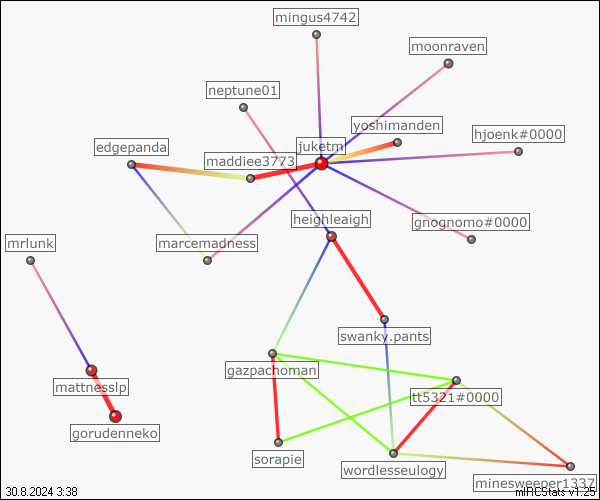 mingus4742
moonraven
neptune01
yoshimanden
hjoenk#0000
juketm
edgepanda
maddiee3773
heighleaigh
gnognomo#0000
mrlunk
marcemadness
swanky.pants
gazpachoman
mattnesslp
tt5321#0000
gorudenneko
sorapie
wordlesseulogy
minesweeper1337
30.8.2024 3:38
mIRCStats v1.25